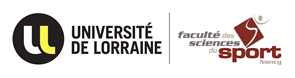 UNIVERSITÉ
DE LORRAINE
faculté des
sciences
du sport
Nancy